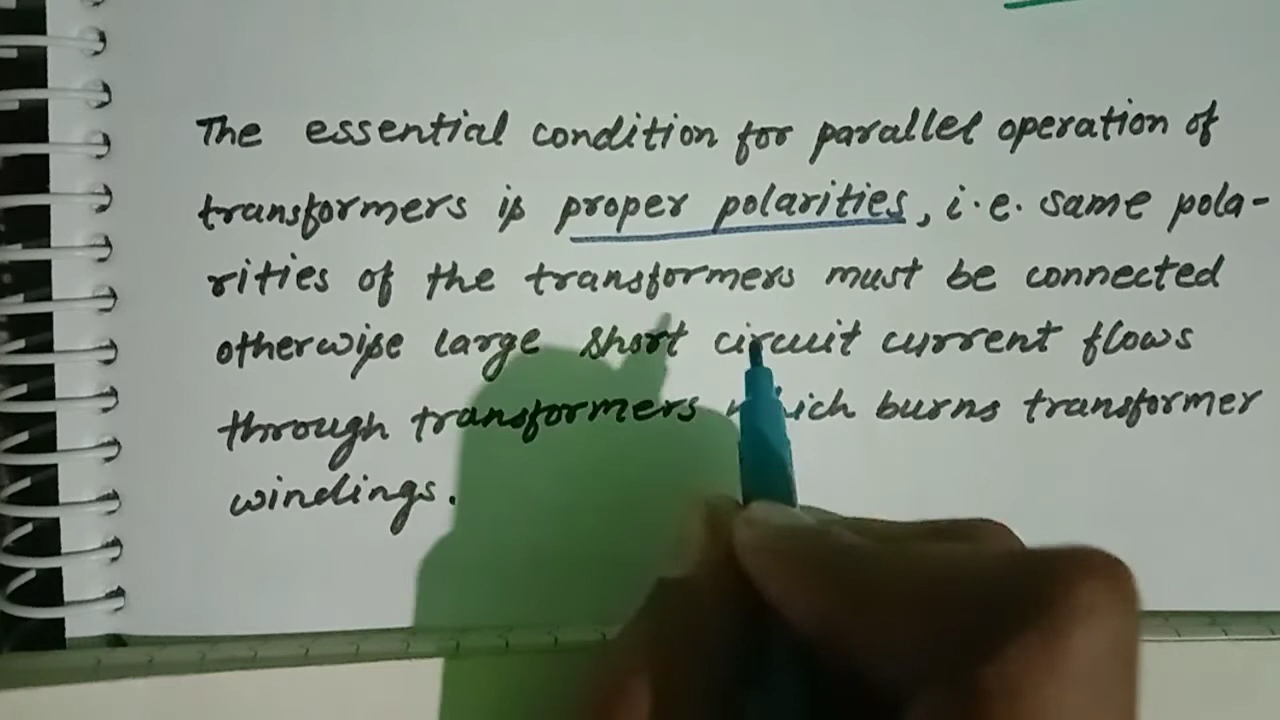 The essential condition for parallel operation of
transformers is proper polarities, i.e. same pola-
rities of the transformers must be connected
otherwise large short circuit current flows
through transformers which burns transformer
windings.